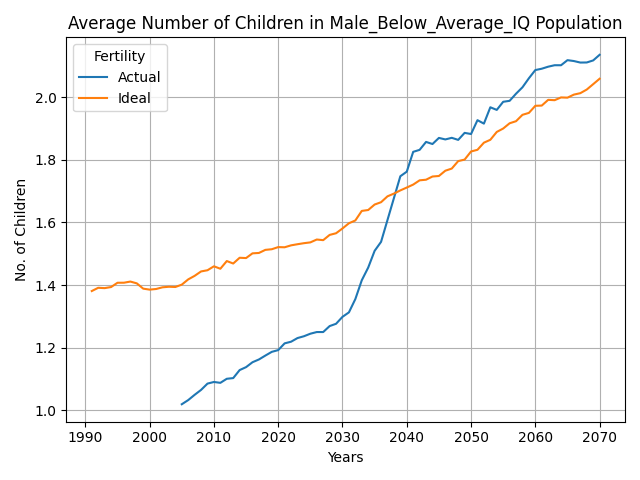 Average Number of Children in Male_Below_Average_IQ Population
Fertility
Actual
Ideal
No. of Children
2.0
1.8
1.6
1.4
1.2
1.0
1990 2000 2010 2020 2030 2040 2050 2060 2070
Years